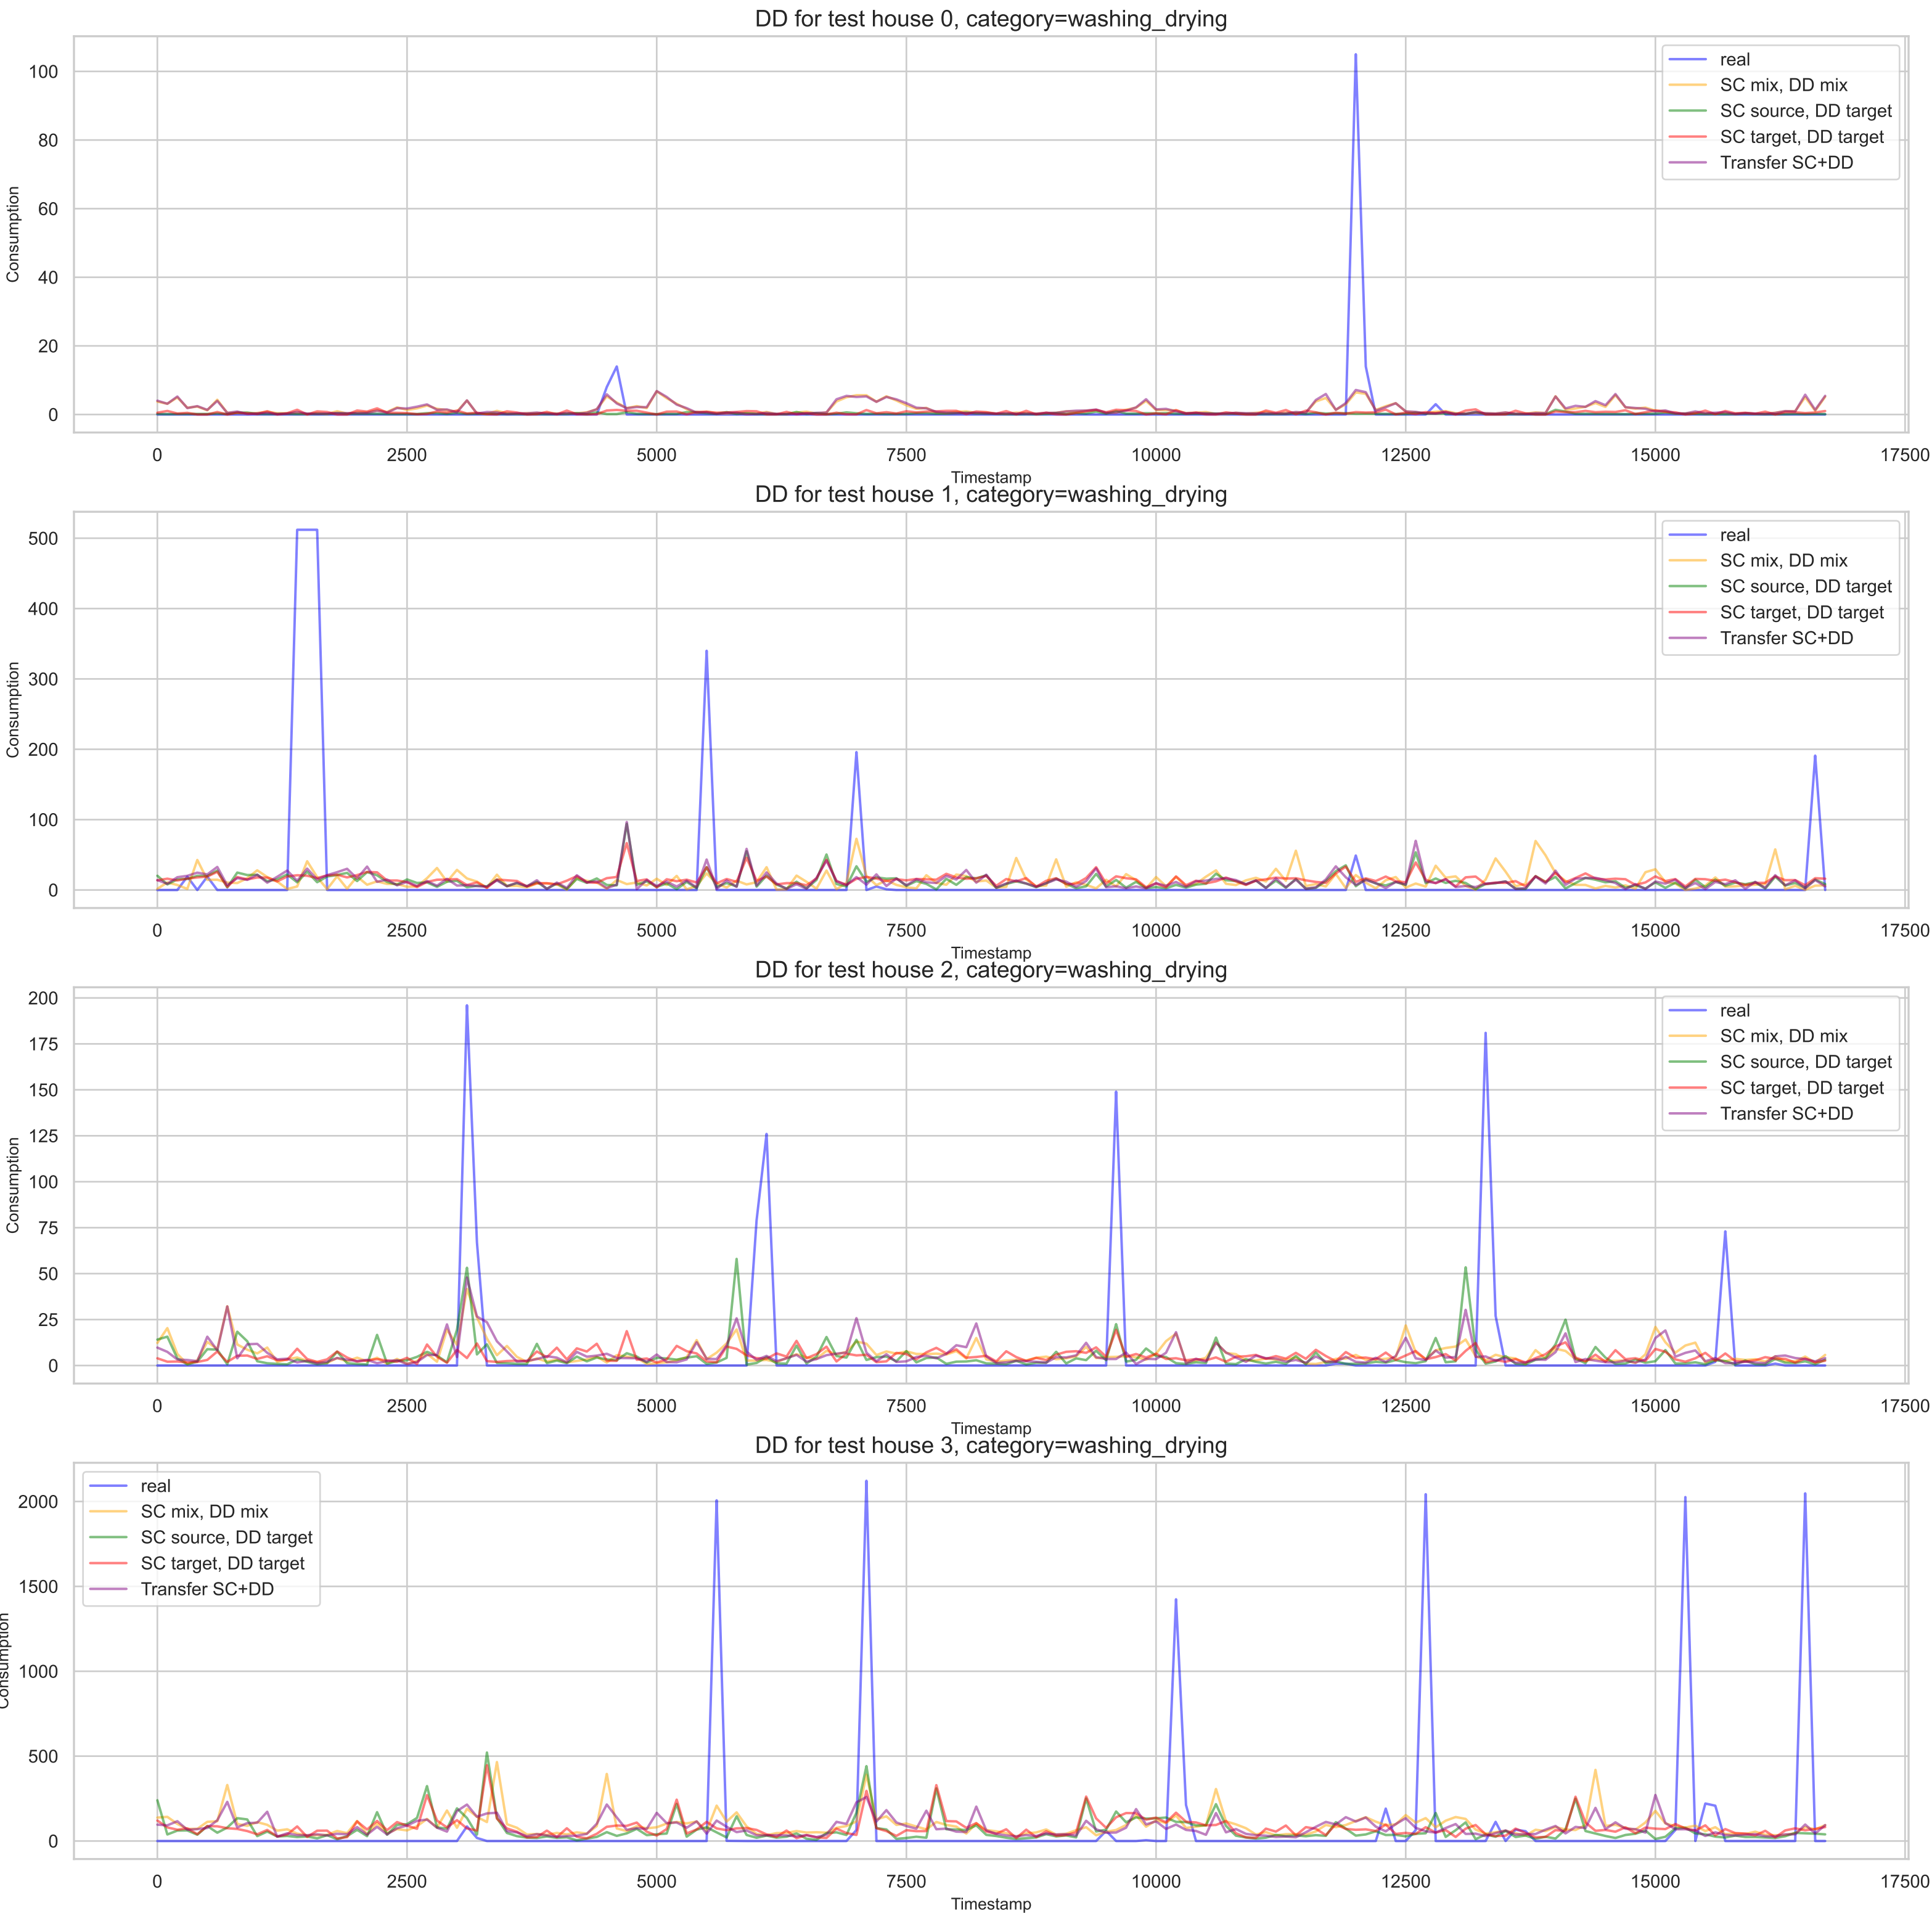 DD for test house 0, category=washing_drying
Consumption
100
80
60
40
20
0
real
SC mix, DD mix
SC source, DD target
SC target, DD target
Transfer SC+DD
0 2500 5000 7500 10000 12500 15000 17500
Timestamp
DD for test house 1, category=washing_drying
Consumption
500
400
300
200
100
0
real
SC mix, DD mix
SC source, DD target
SC target, DD target
Transfer SC+DD
0 2500 5000 7500 10000 12500 15000 17500
Timestamp
DD for test house 2, category=washing_drying
Consumption
200
175
150
125
100
75
50
25
0
real
SC mix, DD mix
SC source, DD target
SC target, DD target
Transfer SC+DD
0 2500 5000 7500 10000 12500 15000 17500
Timestamp
DD for test house 3, category=washing_drying
Consumption
2000
1500
1000
500
0
real
SC mix, DD mix
SC source, DD target
SC target, DD target
Transfer SC+DD
0 2500 5000 7500 10000 12500 15000 17500
Timestamp